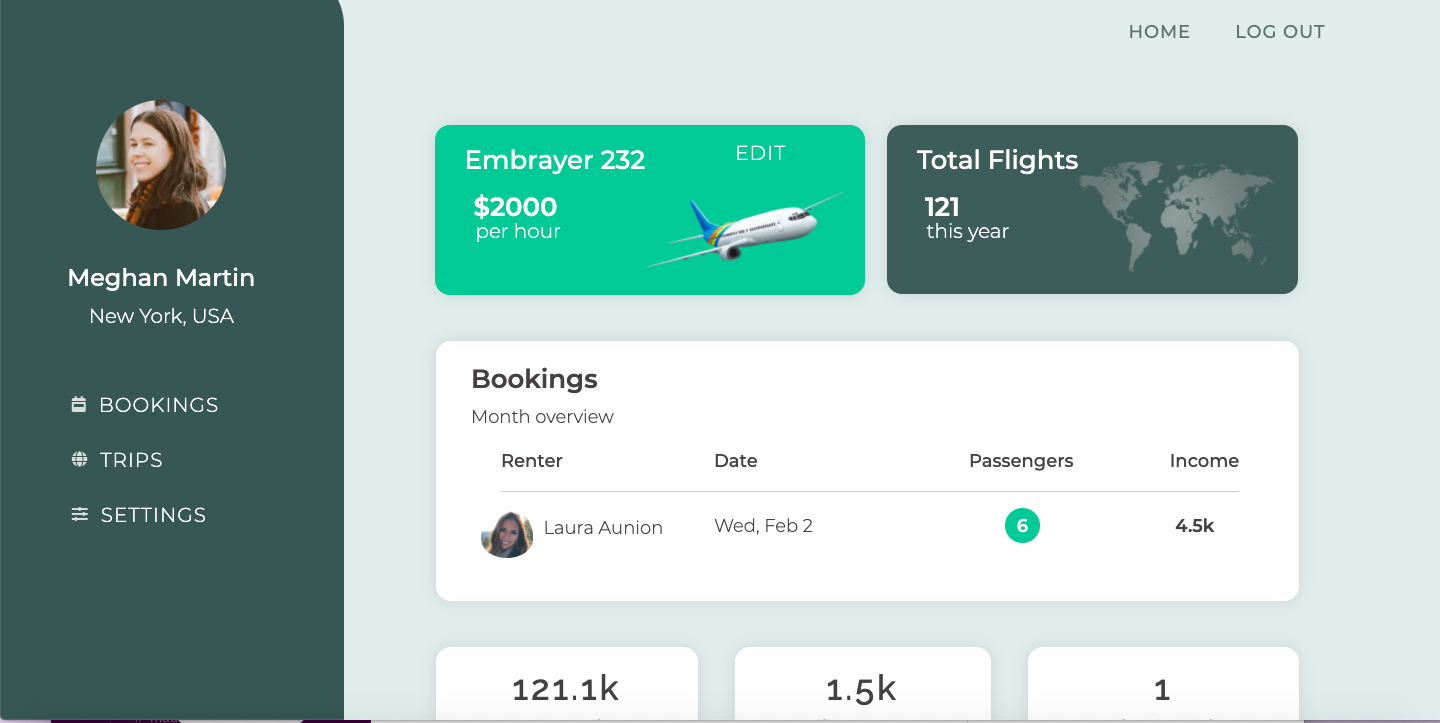 HOME LOG OUT
Meghan Martin
New York, USA
BOOKINGS
TRIPS
SETTINGS
Embrayer 232 EDIT
$2000
per hour
Total Flights
121
this year
Bookings
Month overview
Renter Date Passengers Income
Laura Aunion Wed, Feb 2 6 4.5k
121.1k 1.5k 1